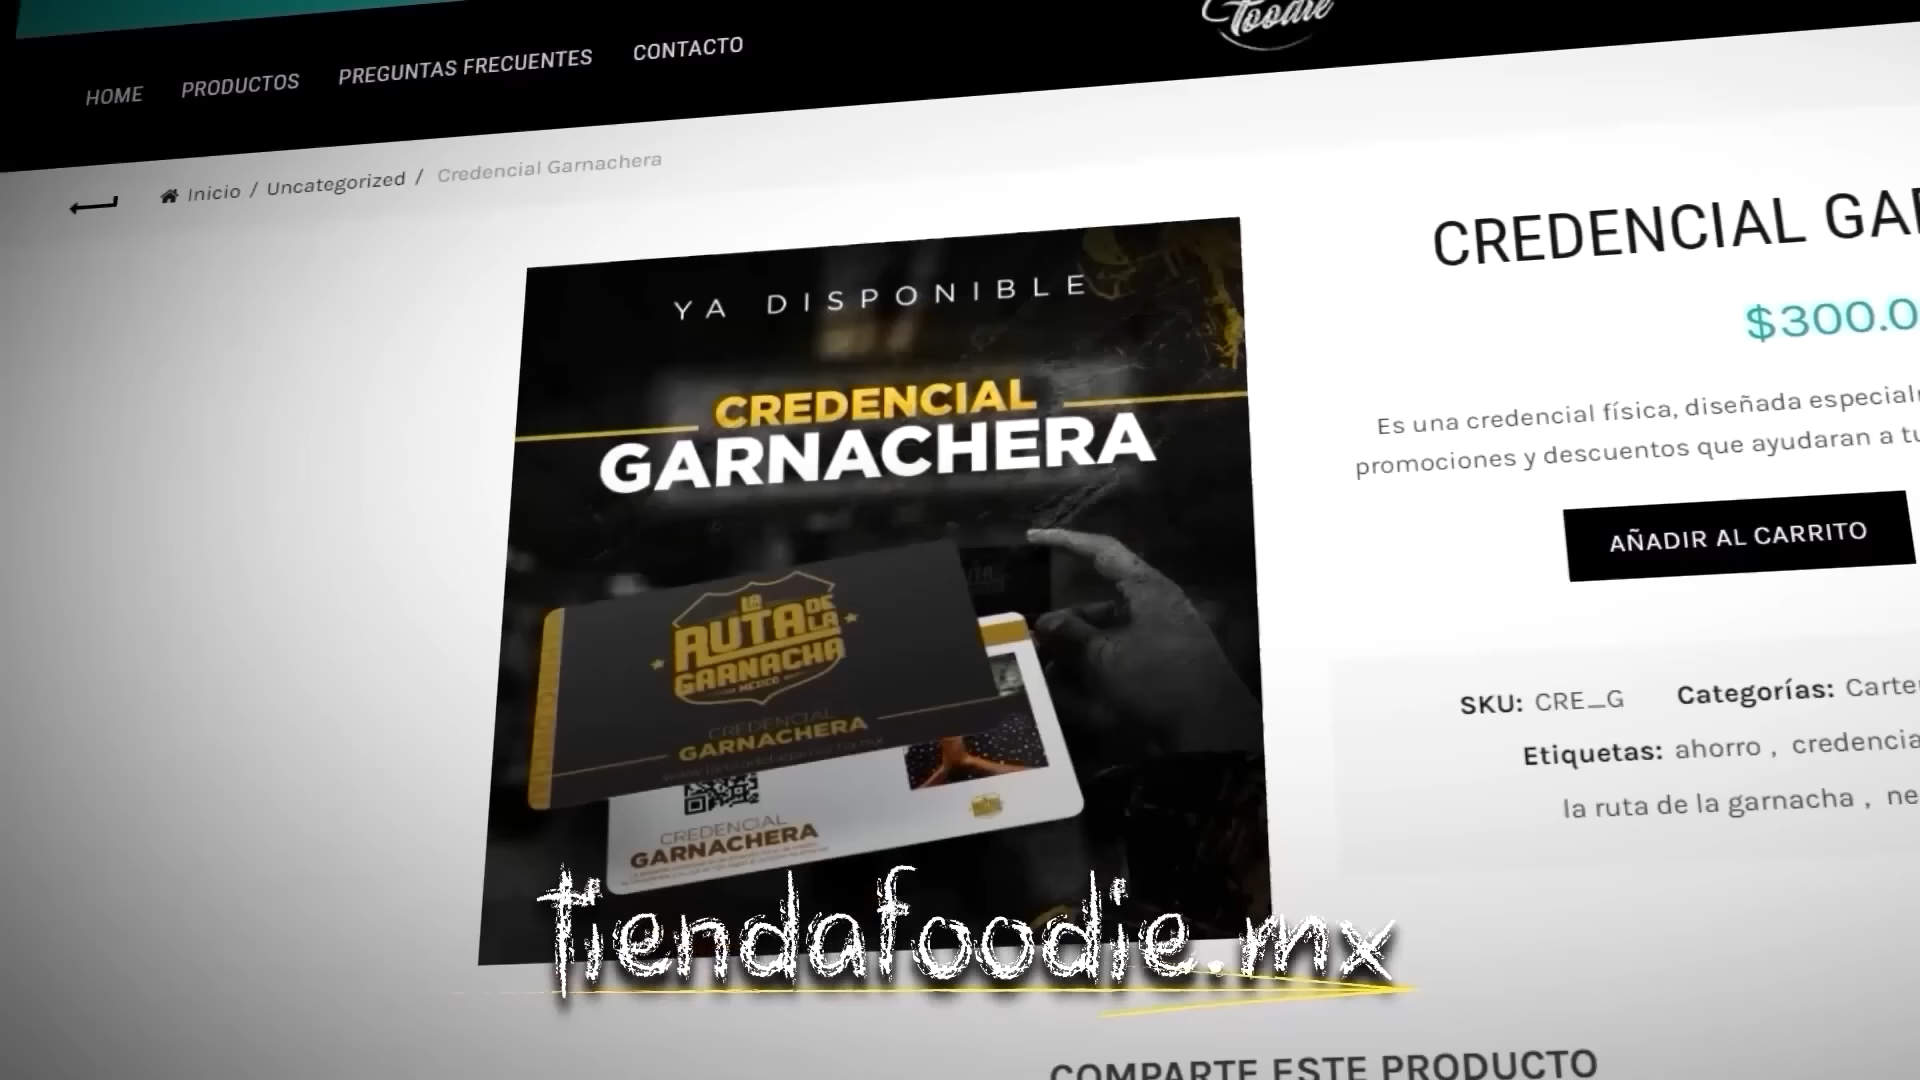 Foodie
HOME PRODUCTOS PREGUNTAS FRECUENTES CONTACTO
Inicio / Uncategorized / Credencial Garnachera
YA DISPONIBLE
CREDENCIAL
GARNACHERA
LA
RUTA DE
LA
GARNACHA
MÉXICO
CREDENCIAL
GARNACHERA
CREDENCIAL
GARNACHERA
CREDENCIAL GAR
$300.0
Es una credencial física, diseñada especialm
promociones y descuentos que ayudaran a tu
AÑADIR AL CARRITO
SKU: CRE_G Categorías: Carte
Etiquetas: ahorro , credencia
la ruta de la garnacha , ne
tiendafoodie.mx
COMPARTE ESTE PRODUCTO